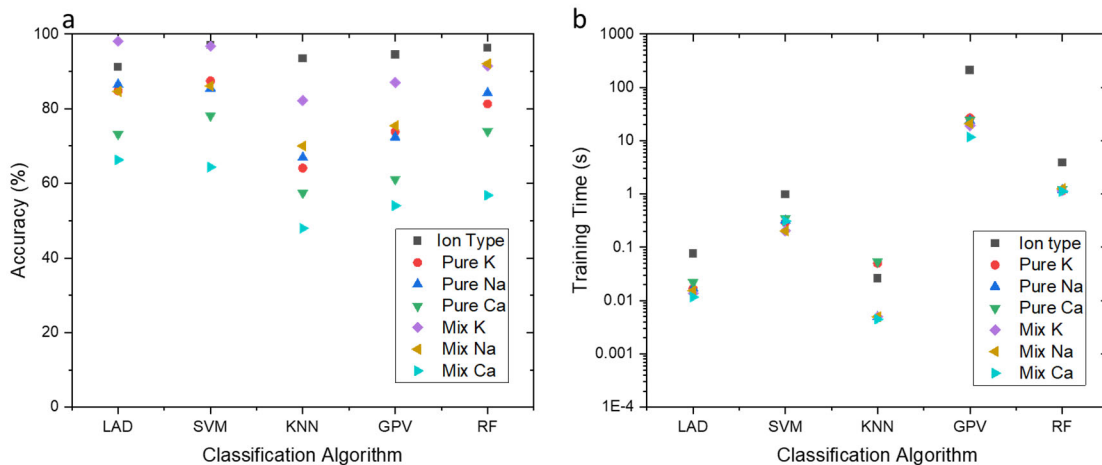 a
100
80
60
40
20
0
Accuracy (%)
Ion Type
Pure K
Pure Na
Pure Ca
Mix K
Mix Na
Mix Ca
LAD SVM KNN GPV RF
Classification Algorithm
b
1000
100
10
1
0.1
0.01
0.001
1E-4
Training Time (s)
Ion type
Pure K
Pure Na
Pure Ca
Mix K
Mix Na
Mix Ca
LAD SVM KNN GPV RF
Classification Algorithm